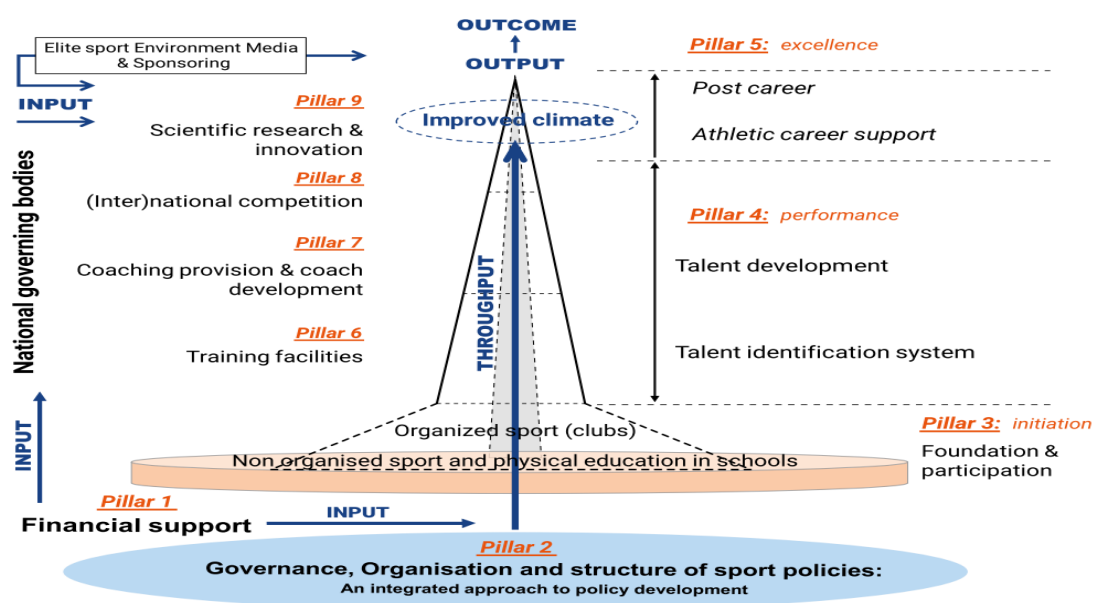 OUTCOME
OUTPUT
Elite sport Environment Media
& Sponsoring
INPUT
National governing bodies
INPUT
Pillar 9
Scientific research &
innovation
Pillar 8
(Inter)national competition
Pillar 7
Coaching provision & coach
development
Pillar 6
Training facilities
Improved climate
THROUGHPUT
Pillar 5: excellence
Post career
Athletic career support
Pillar 4: performance
Talent development
Talent identification system
Pillar 3: initiation
Foundation &
participation
Organized sport (clubs)
Non organised sport and physical education in schools
Pillar 1
Financial support
INPUT
Pillar 2
Governance, Organisation and structure of sport policies:
An integrated approach to policy development